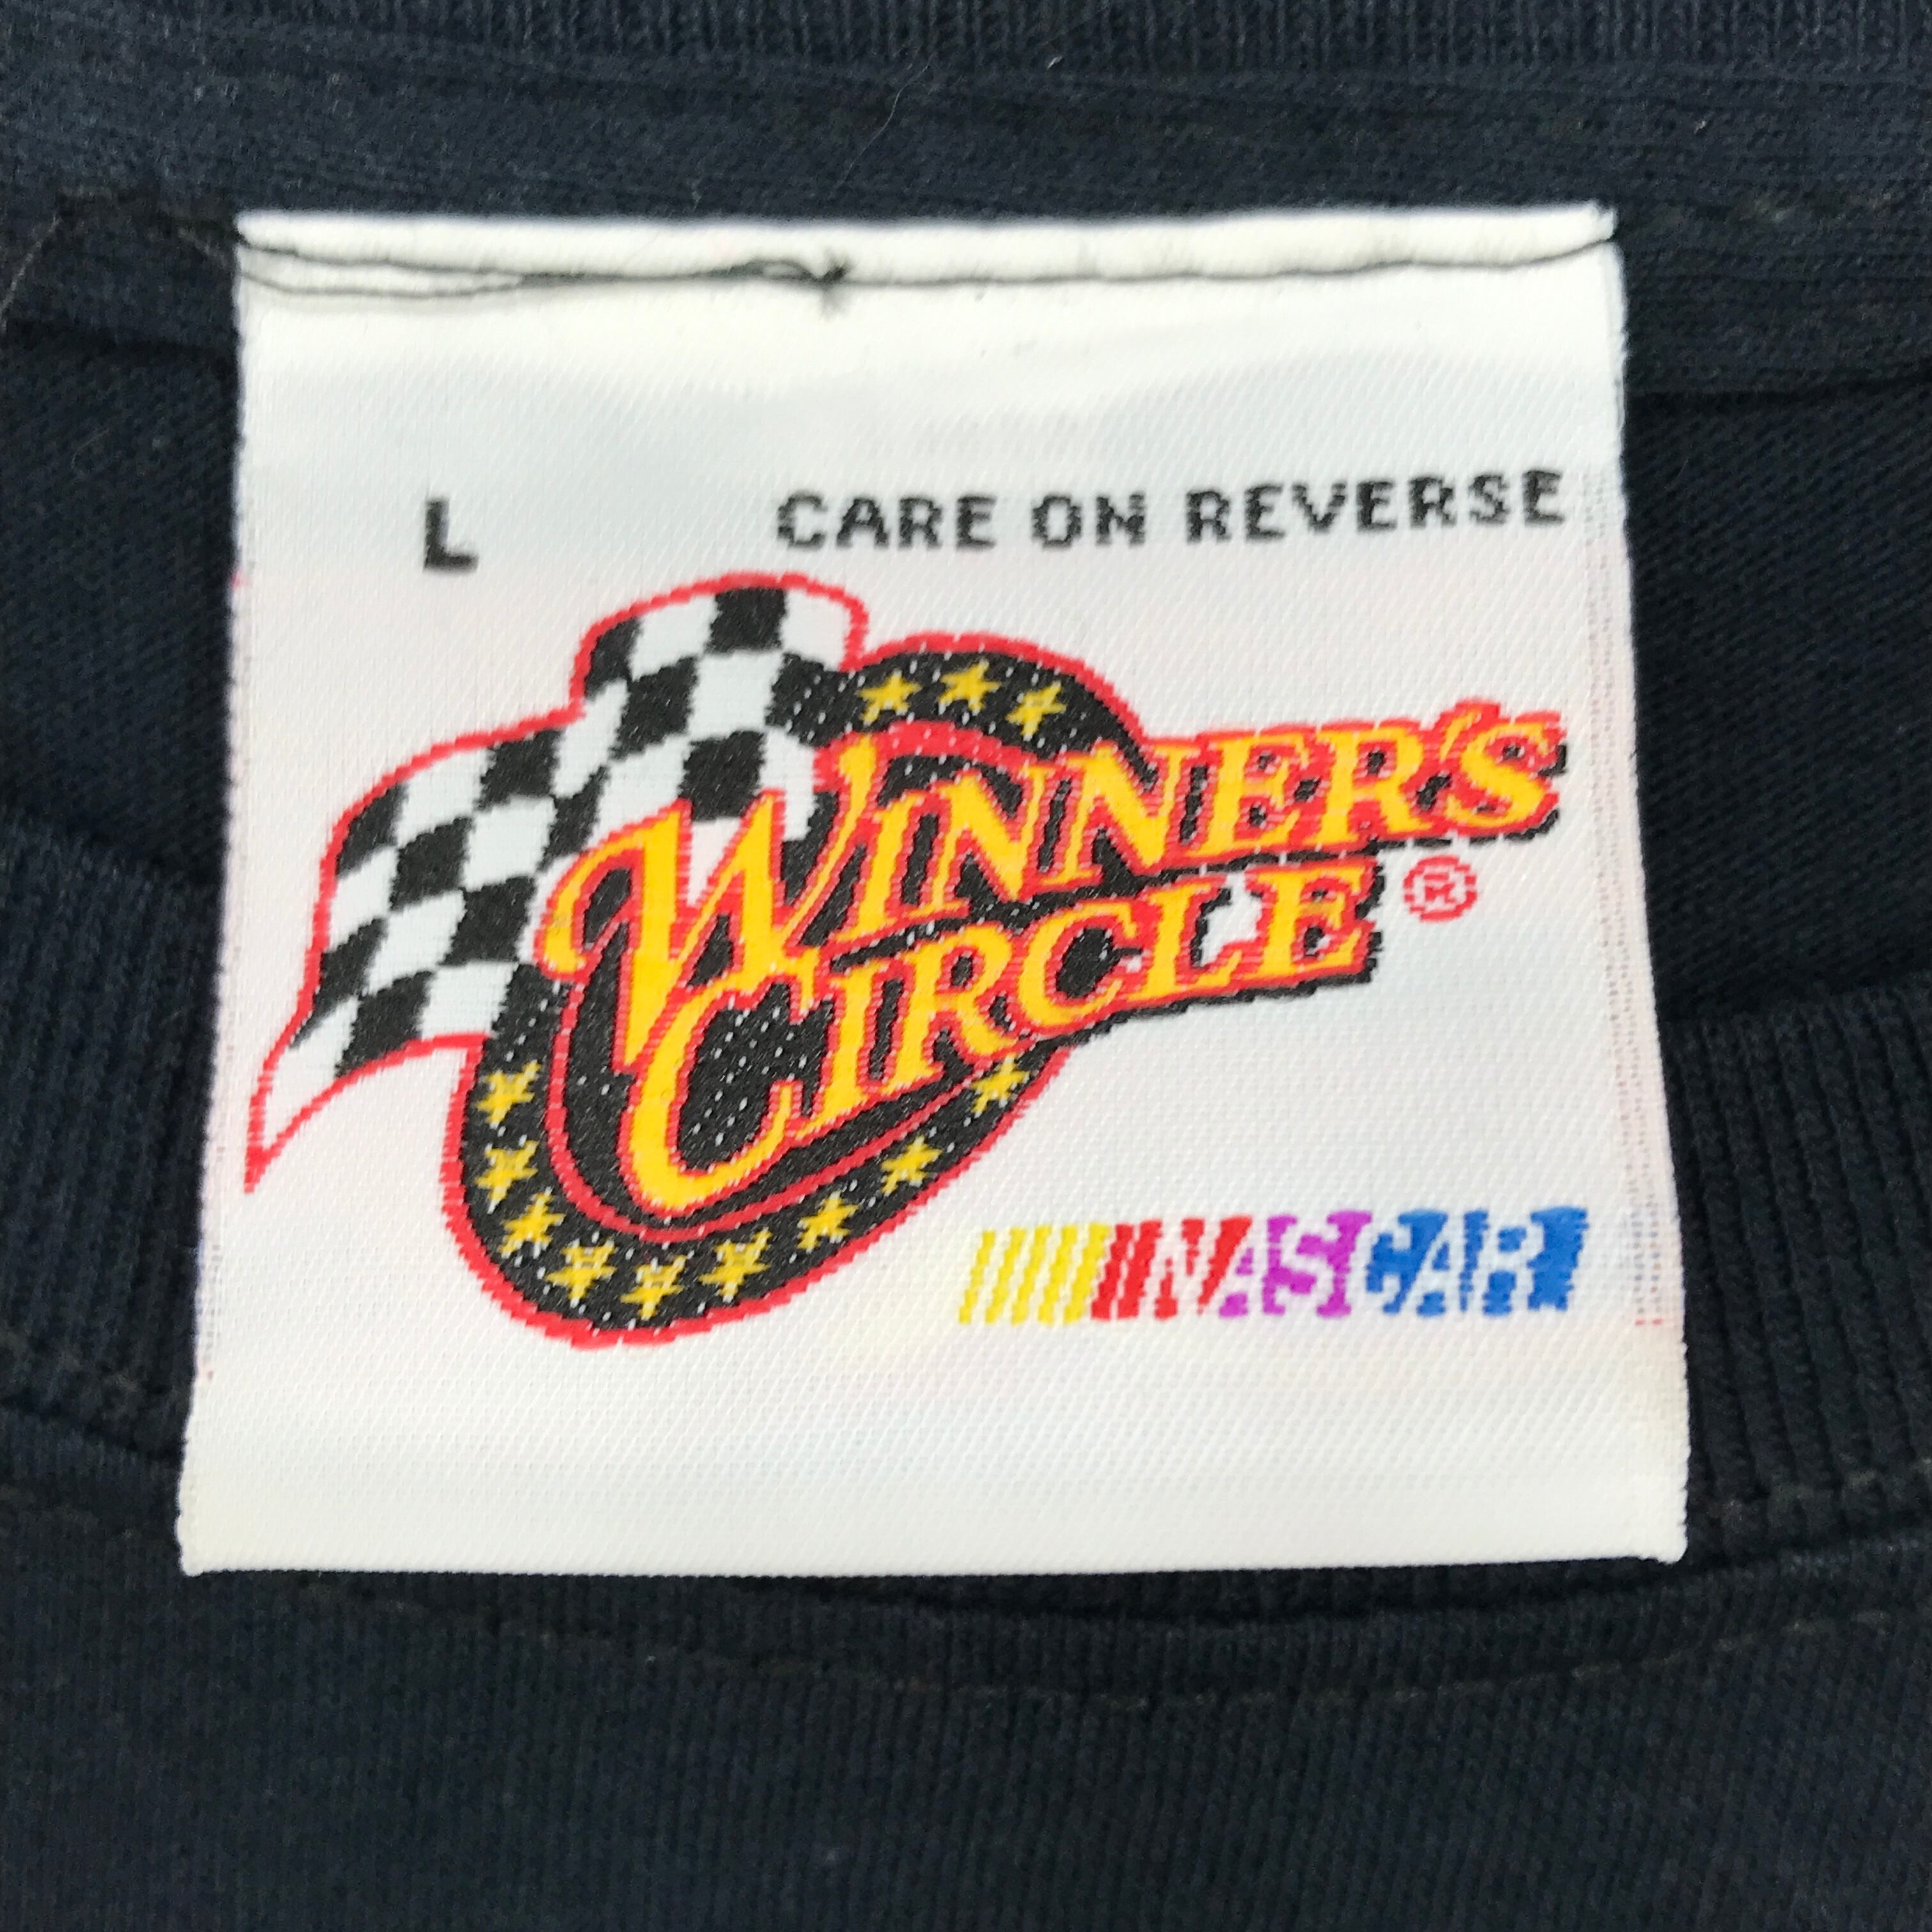 L CARE ON REVERSE
WINNER'S
CIRCLE ®
NASCAR